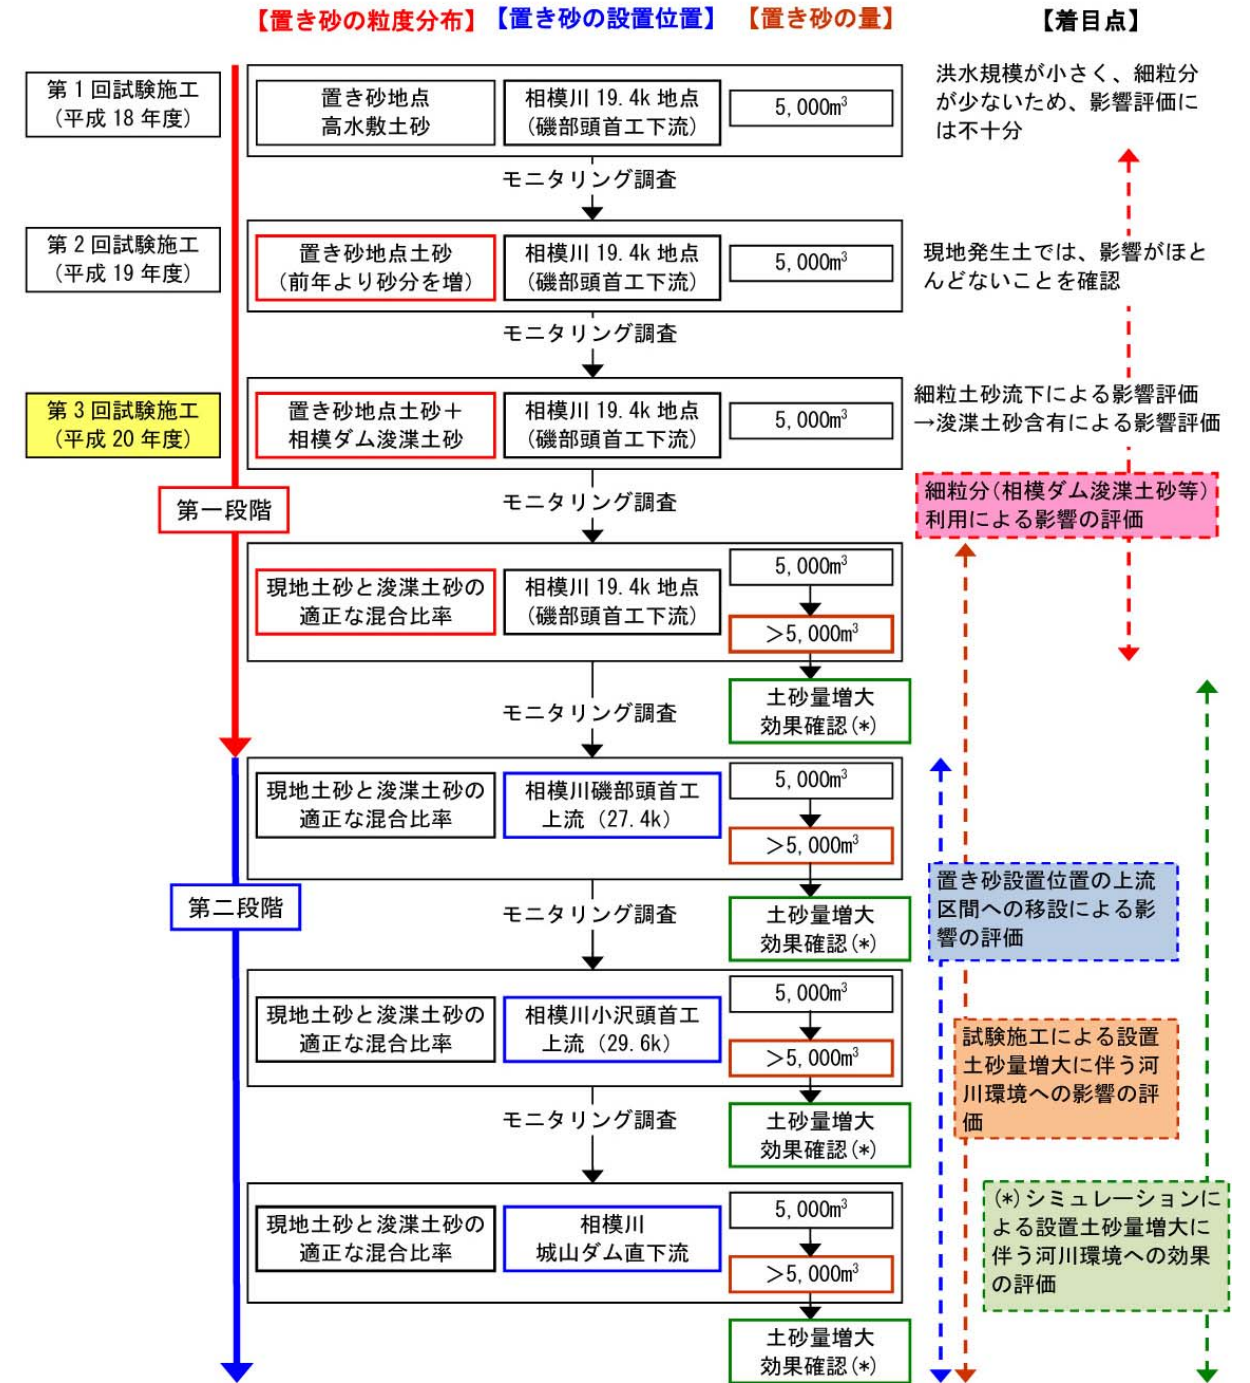 【置き砂の粒度分布】
【置き砂の設置位置】
【置き砂の量】
【着目点】
第1回試験施工
(平成18年度)
置き砂地点
高水敷土砂
相模川19.4k地点
(磯部頭首工下流)
5,000m³
洪水規模が小さく、細粒分
が少ないため、影響評価に
は不十分
モニタリング調査
第2回試験施工
(平成19年度)
置き砂地点土砂
(前年より砂分を増)
相模川19.4k地点
(磯部頭首工下流)
5,000m³
現地発生土では、影響がほと
んどないことを確認
モニタリング調査
第3回試験施工
(平成20年度)
置き砂地点土砂＋
相模ダム浚渫土砂
相模川19.4k地点
(磯部頭首工下流)
5,000m³
細粒土砂流下による影響評価
→浚渫土砂含有による影響評価
モニタリング調査
第一段階
細粒分(相模ダム浚渫土砂等)
利用による影響の評価
現地土砂と浚渫土砂の
適正な混合比率
相模川19.4k地点
(磯部頭首工下流)
5,000m³
＞5,000m³
モニタリング調査
土砂量増大
効果確認(*)
現地土砂と浚渫土砂の
適正な混合比率
相模川磯部頭首工
上流(27.4k)
5,000m³
＞5,000m³
第二段階
モニタリング調査
土砂量増大
効果確認(*)
置き砂設置位置の上流
区間への移設による影
響の評価
現地土砂と浚渫土砂の
適正な混合比率
相模川小沢頭首工
上流(29.6k)
5,000m³
＞5,000m³
試験施工による設置
土砂量増大に伴う河
川環境への影響の評
価
モニタリング調査
土砂量増大
効果確認(*)
現地土砂と浚渫土砂の
適正な混合比率
相模川
城山ダム直下流
5,000m³
＞5,000m³
(*)シミュレーションに
よる設置土砂量増大に
伴う河川環境への効果
の評価
土砂量増大
効果確認(*)